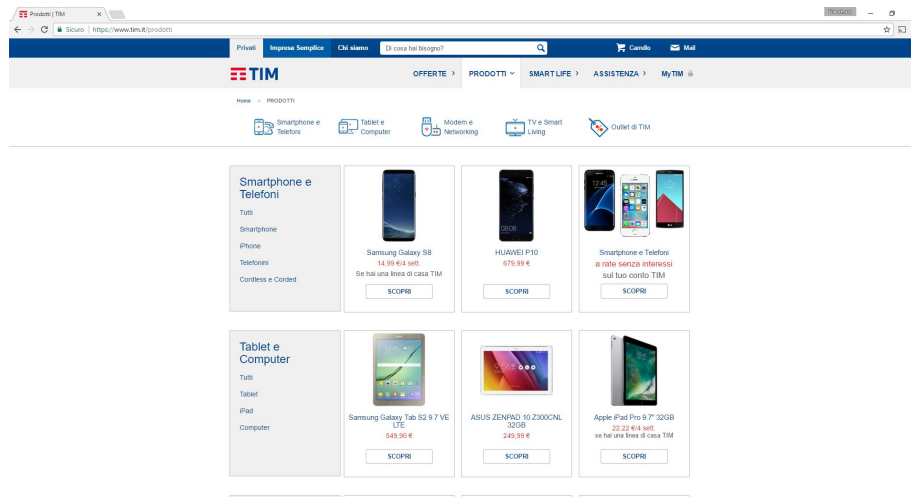 Prodotti | TIM
Sicuro | https://www.tim.it/prodotti
Privati Impresa Semplice Chi siamo Di cosa hai bisogno? Carrello Mail
TIM OFFERTE PRODOTTI SMART LIFE ASSISTENZA MyTIM
Home PRODOTTI
Smartphone e Telefoni
Tablet e Computer
Modem e Networking
TV e Smart Living
Outlet di TIM
Smartphone e
Telefoni
Tutti
Smartphone
iPhone
Telefonini
Cordless e Corded
Samsung Galaxy S8
14,99 €/4 sett.
Se hai una linea di casa TIM
SCOPRI
08:08
HUAWEI P10
679,99 €
SCOPRI
12:45
Smartphone e Telefoni
a rate senza interessi
sul tuo conto TIM
SCOPRI
Tablet e
Computer
Tutti
Tablet
iPad
Computer
Samsung Galaxy Tab S2 9.7 VE
LTE
549,90 €
SCOPRI
ASUS ZENPAD 10 Z300CNL
32GB
249,99 €
SCOPRI
Apple iPad Pro 9.7" 32GB
22,22 €/4 sett.
se hai una linea di casa TIM
SCOPRI